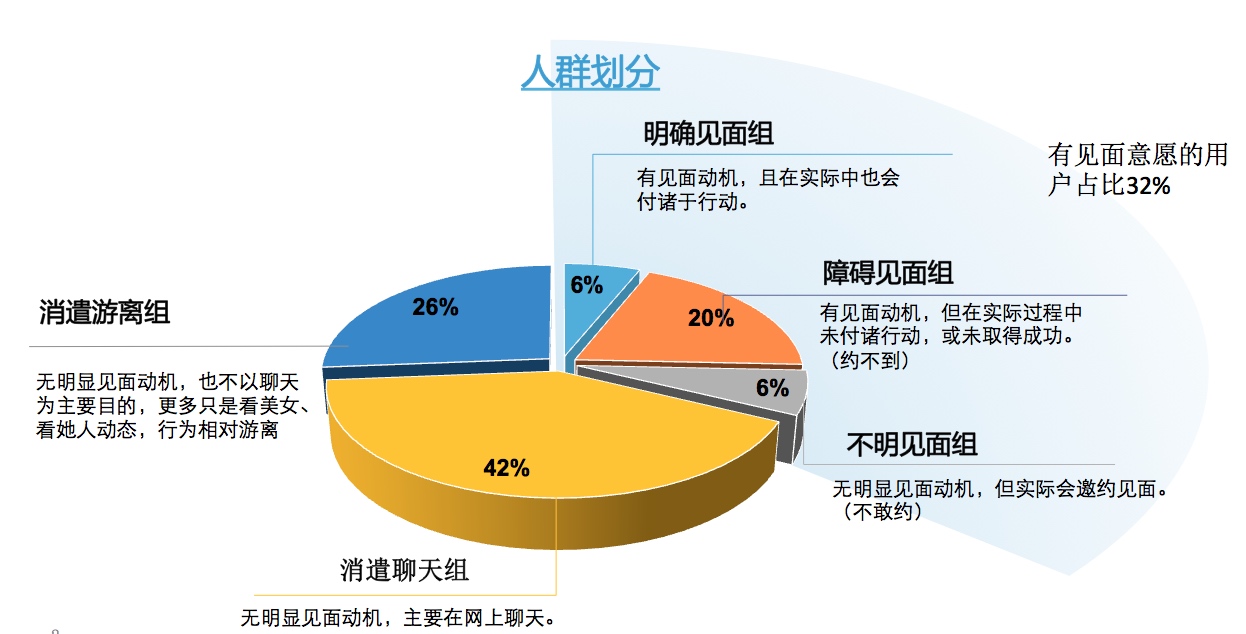 人群划分
明确见面组
有见面动机，且在实际中也会
付诸于行动。
有见面意愿的用
户占比32%
6%
障碍见面组
有见面动机，但在实际过程中
未付诸行动，或未取得成功。
（约不到）
20%
6%
不明见面组
无明显见面动机，但实际会邀约见面。
（不敢约）
26%
消遣游离组
无明显见面动机，也不以聊天
为主要目的，更多只是看美女、
看她人动态，行为相对游离
42%
消遣聊天组
无明显见面动机，主要在网上聊天。